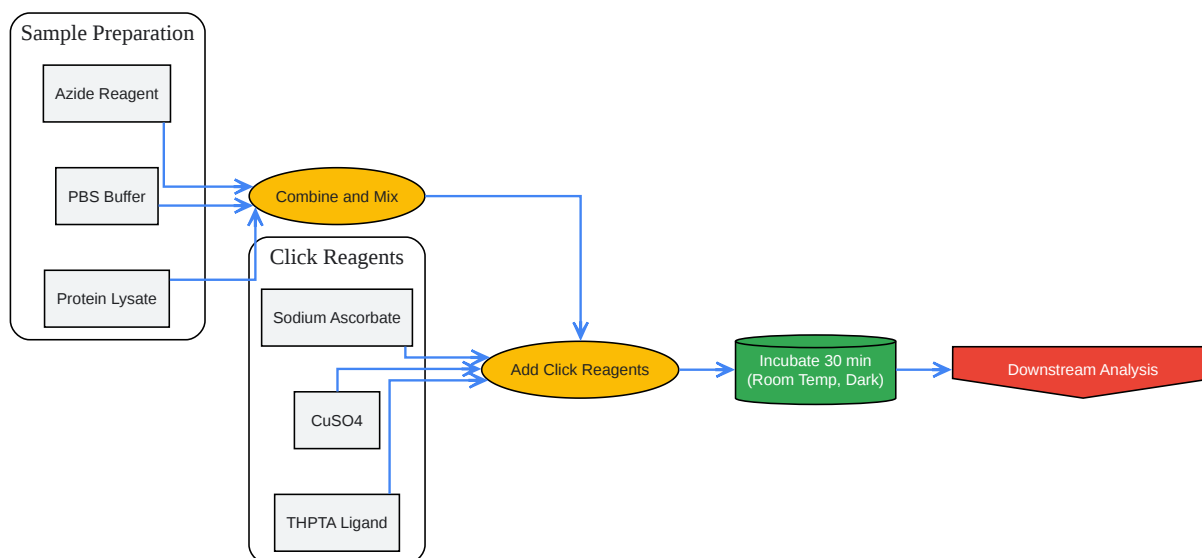 Sample Preparation
Azide Reagent
PBS Buffer
Protein Lysate
Combine and Mix
Click Reagents
Sodium Ascorbate
CuSO4
THPTA Ligand
Add Click Reagents
Incubate 30 min
(Room Temp, Dark)
Downstream Analysis